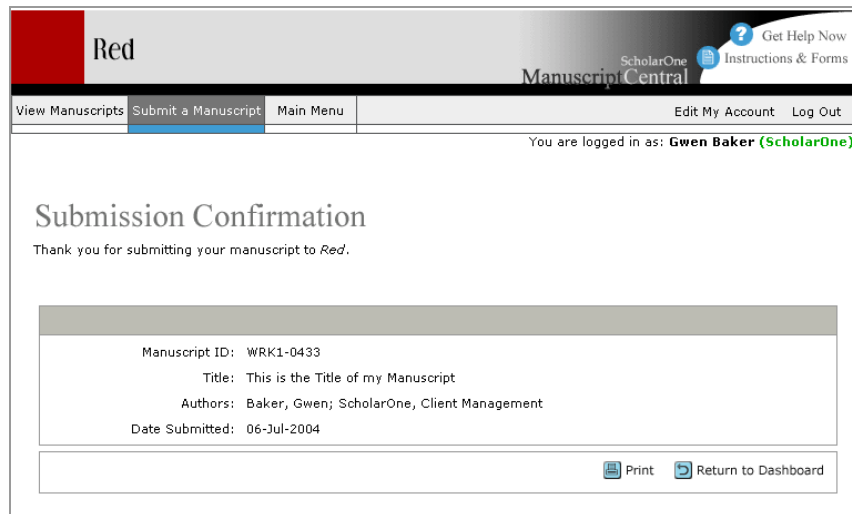 Red
Get Help Now
ScholarOne
Instructions & Forms
ManuscriptCentral
View Manuscripts Submit a Manuscript Main Menu Edit My Account Log Out
You are logged in as: Gwen Baker (ScholarOne)
Submission Confirmation
Thank you for submitting your manuscript to Red.
Manuscript ID: WRK1-0433
Title: This is the Title of my Manuscript
Authors: Baker, Gwen; ScholarOne, Client Management
Date Submitted: 06-Jul-2004
Print Return to Dashboard